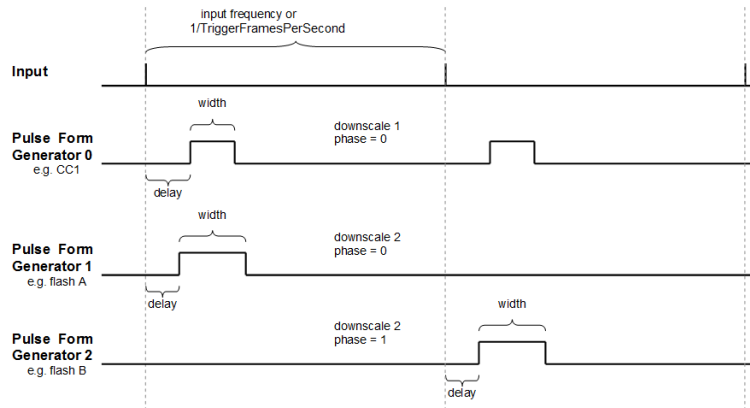 input frequency or
1/TriggerFramesPerSecond
Input
width
downscale 1
phase = 0
Pulse Form
Generator 0
e.g. CC1
delay
width
downscale 2
phase = 0
Pulse Form
Generator 1
e.g. flash A
delay
downscale 2
phase = 1
width
Pulse Form
Generator 2
e.g. flash B
delay